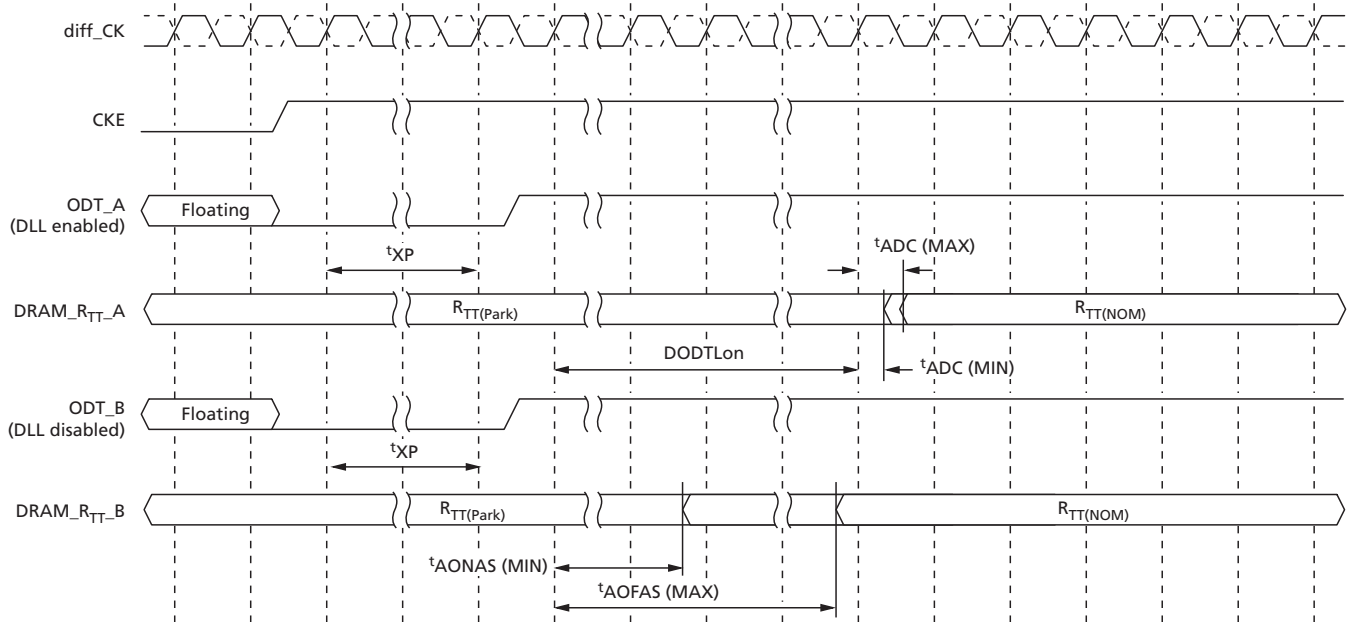 diff_CK
CKE
ODT_A
(DLL enabled)
Floating
tXP
tADC (MAX)
DRAM_RTT_A
RTT(Park)
RTT(NOM)
DODTLon
tADC (MIN)
ODT_B
(DLL disabled)
Floating
tXP
DRAM_RTT_B
RTT(Park)
RTT(NOM)
tAONAS (MIN)
tAOFAS (MAX)